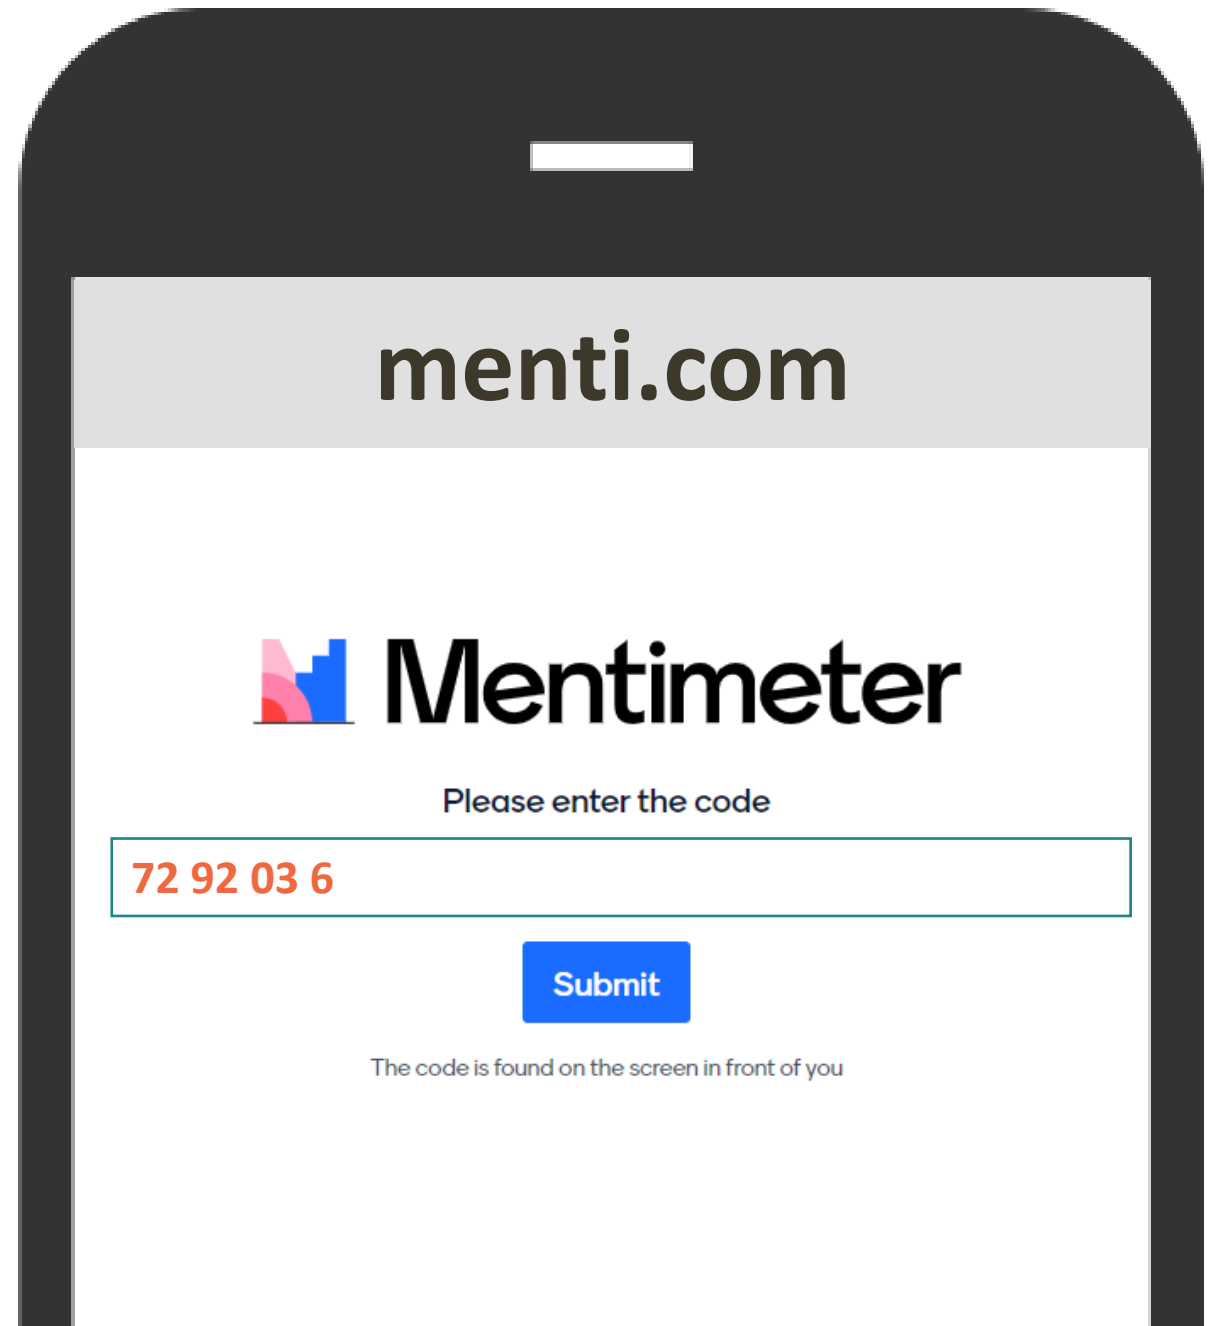 menti.com
Mentimeter
Please enter the code
72 92 03 6
Submit
The code is found on the screen in front of you